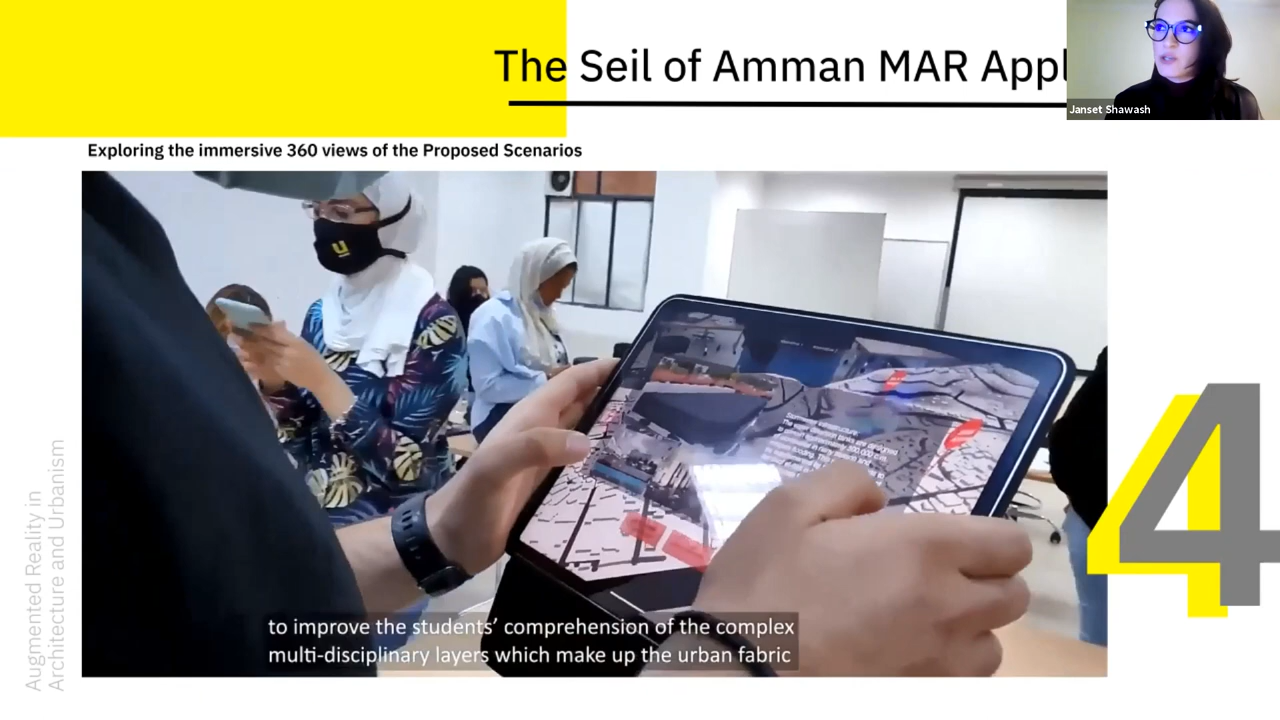 The Seil of Amman MAR Appl
Janset Shawash
Exploring the immersive 360 views of the Proposed Scenarios
u
to improve the students' comprehension of the complex
multi-disciplinary layers which make up the urban fabric
4
Augmented Reality in
Architecture and Urbanism